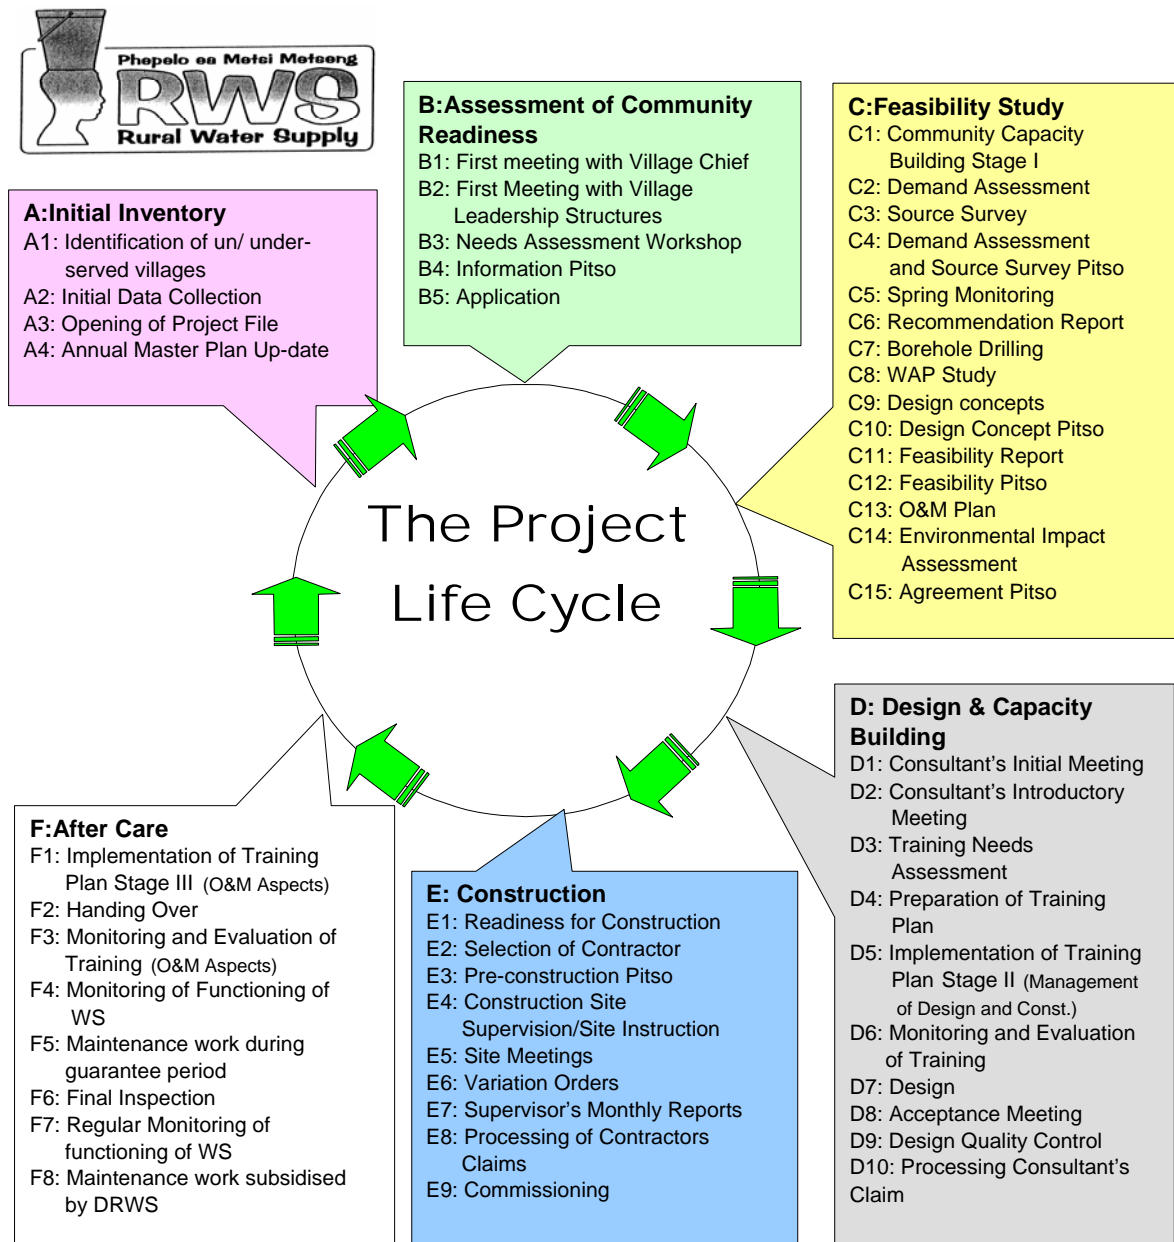 Phepelo ea Metsi Metseng
RWS
Rural Water Supply
A:Initial Inventory
A1: Identification of un/ under-
served villages
A2: Initial Data Collection
A3: Opening of Project File
A4: Annual Master Plan Up-date
B:Assessment of Community
Readiness
B1: First meeting with Village Chief
B2: First Meeting with Village
Leadership Structures
B3: Needs Assessment Workshop
B4: Information Pitso
B5: Application
C:Feasibility Study
C1: Community Capacity
Building Stage I
C2: Demand Assessment
C3: Source Survey
C4: Demand Assessment
and Source Survey Pitso
C5: Spring Monitoring
C6: Recommendation Report
C7: Borehole Drilling
C8: WAP Study
C9: Design concepts
C10: Design Concept Pitso
C11: Feasibility Report
C12: Feasibility Pitso
C13: O&M Plan
C14: Environmental Impact
Assessment
C15: Agreement Pitso
The Project
Life Cycle
D: Design & Capacity
Building
D1: Consultant's Initial Meeting
D2: Consultant's Introductory
Meeting
D3: Training Needs
Assessment
D4: Preparation of Training
Plan
D5: Implementation of Training
Plan Stage II (Management
of Design and Const.)
D6: Monitoring and Evaluation
of Training
D7: Design
D8: Acceptance Meeting
D9: Design Quality Control
D10: Processing Consultant's
Claim
E: Construction
E1: Readiness for Construction
E2: Selection of Contractor
E3: Pre-construction Pitso
E4: Construction Site
Supervision/Site Instruction
E5: Site Meetings
E6: Variation Orders
E7: Supervisor's Monthly Reports
E8: Processing of Contractors
Claims
E9: Commissioning
F:After Care
F1: Implementation of Training
Plan Stage III (O&M Aspects)
F2: Handing Over
F3: Monitoring and Evaluation of
Training (O&M Aspects)
F4: Monitoring of Functioning of
WS
F5: Maintenance work during
guarantee period
F6: Final Inspection
F7: Regular Monitoring of
functioning of WS
F8: Maintenance work subsidised
by DRWS